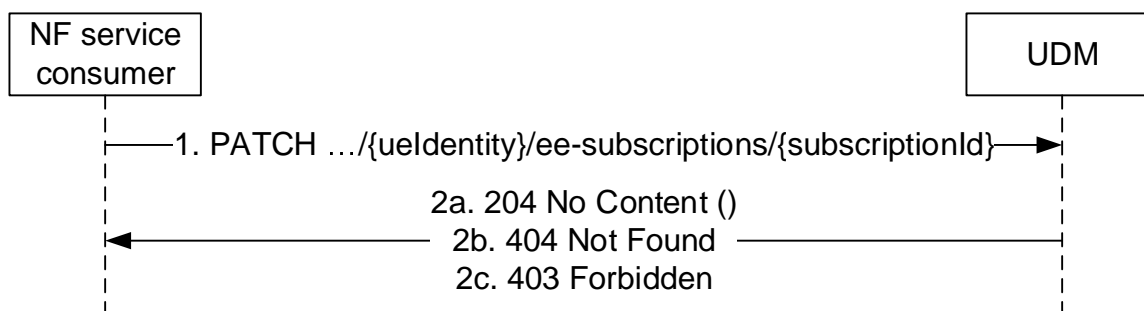 NF service
consumer
UDM
1. PATCH …/{ueIdentity}/ee-subscriptions/{subscriptionId}
2a. 204 No Content ()
2b. 404 Not Found
2c. 403 Forbidden